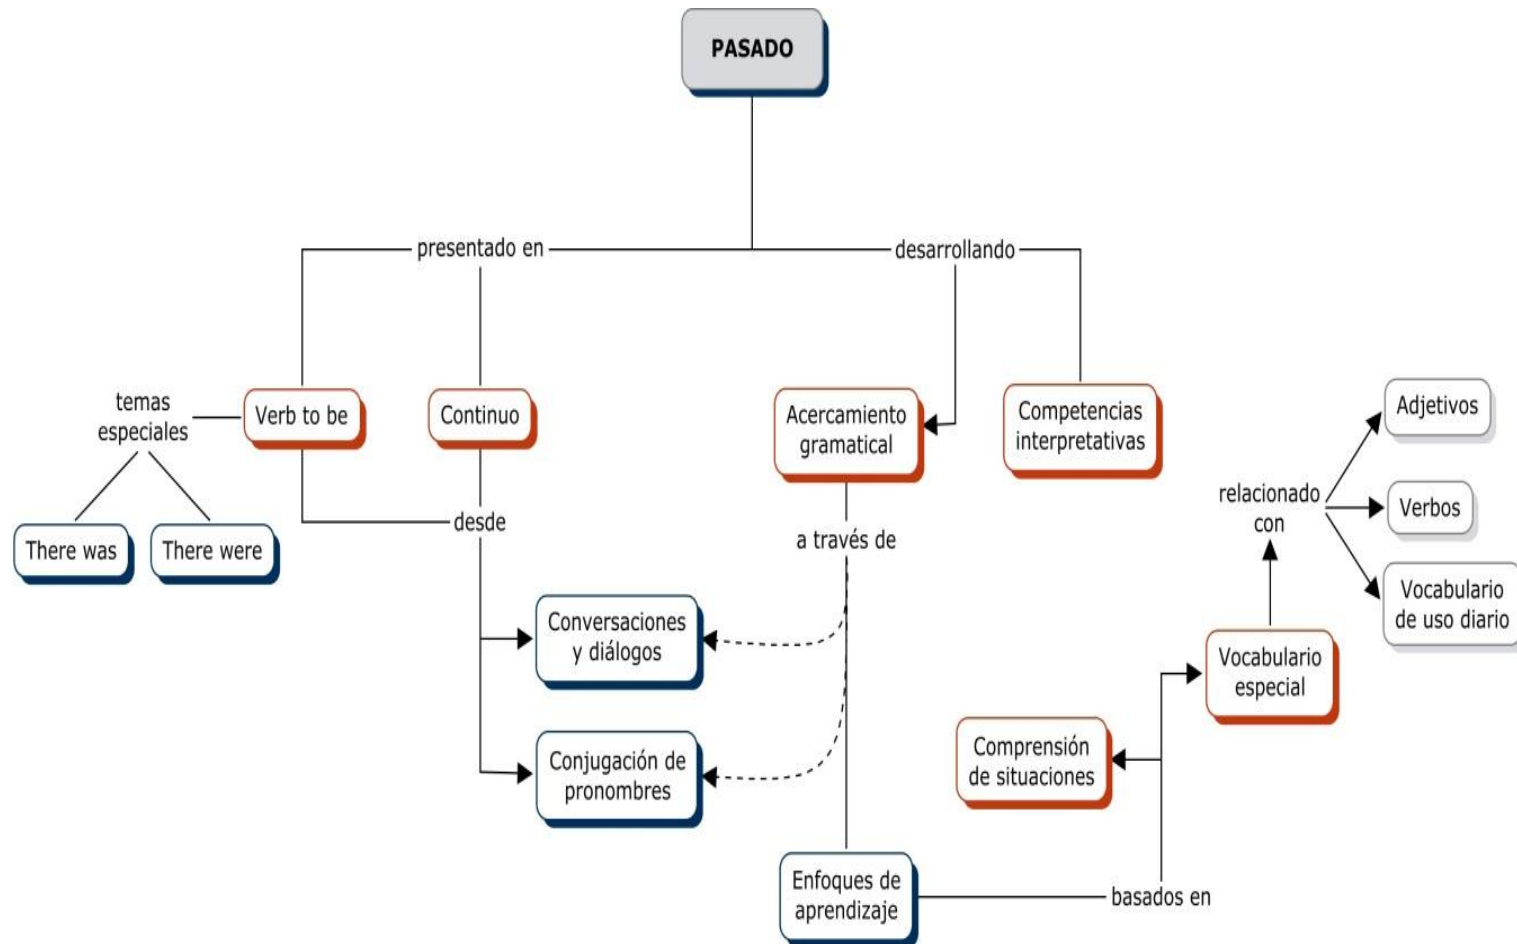 PASADO
presentado en
desarrollando
temas
especiales
Verb to be
Continuo
Acercamiento
gramatical
Competencias
interpretativas
Adjetivos
relacionado
con
Verbos
Vocabulario
de uso diario
There was
There were
desde
a través de
Conversaciones
y diálogos
Vocabulario
especial
Conjugación de
pronombres
Comprensión
de situaciones
Enfoques de
aprendizaje
basados en